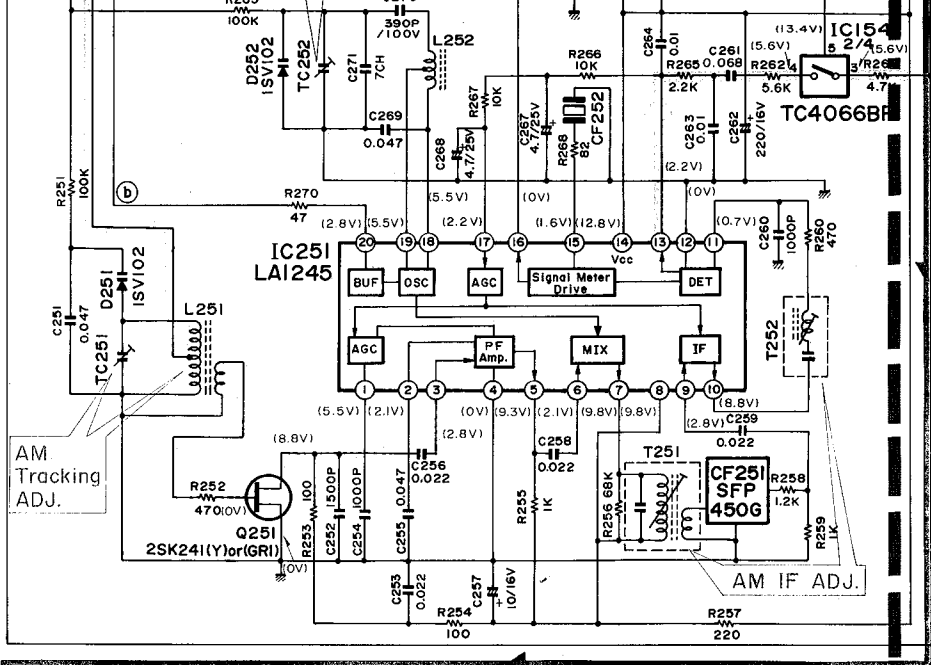 100K
390P
/100V
D252
1SV102
TC252
C271
7CH
L252
C269
0.047
C268
4.7/25V
R267
10K
C267
4.7/25V
R266
10K
R268
82
CF252
C264
0.01
R265
2.2K
C261
0.068
(5.6V)
(13.4V)
R262
5.6K
4
5
3
IC154
2/4
(5.6V)
4.7
TC4066BP
C263
0.01
C262
220/16V
R251
100K
b
R270
47
(5.5V)
(0V)
(2.2V)
(0V)
(2.8V)
(5.5V)
(2.2V)
(1.6V)
(12.8V)
(0.7V)
C260
1000P
R260
470
IC251
LA1245
20
19
18
17
16
15
14
13
12
11
Vcc
BUF
OSC
AGC
Signal Meter
Drive
DET
AGC
Amp.
MIX
IF
1
2
3
4
5
6
7
8
9
10
D251
1SV102
C251
0.047
TC251
L251
T252
(5.5V)
(2.1V)
(0V)
(9.3V)
(2.1V)
(9.8V)
(9.8V)
(8.8V)
(2.8V)
(2.8V)
C259
0.022
AM
Tracking
ADJ.
(8.8V)
C256
0.022
C258
0.022
T251
CF251
SFP
450G
R258
1.2K
R252
470
(0V)
Q251
2SK241(Y)or(GR1)
(0V)
R253
100
C252
1500P
C254
1000P
C255
0.047
R255
1K
R256
68K
R259
1K
AM IF ADJ.
C253
0.022
R254
100
C257
10/16V
R257
220